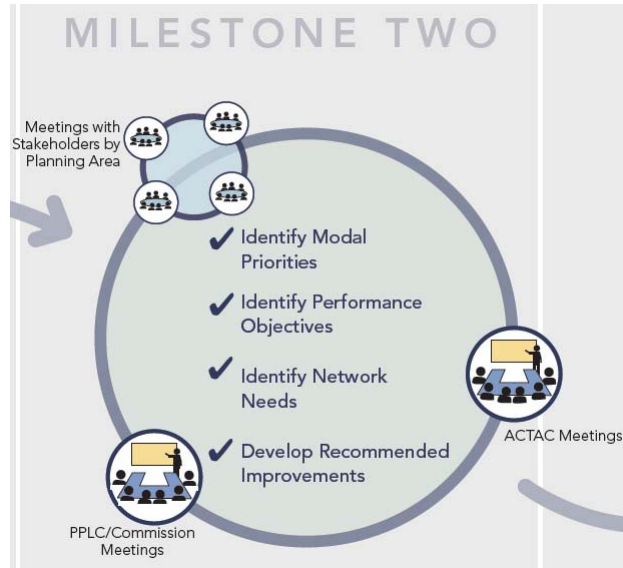 MILESTONE TWO
Meetings with
Stakeholders by
Planning Area
Identify Modal
Priorities
Identify Performance
Objectives
Identify Network
Needs
Develop Recommended
Improvements
ACTAC Meetings
PPLC/Commission
Meetings